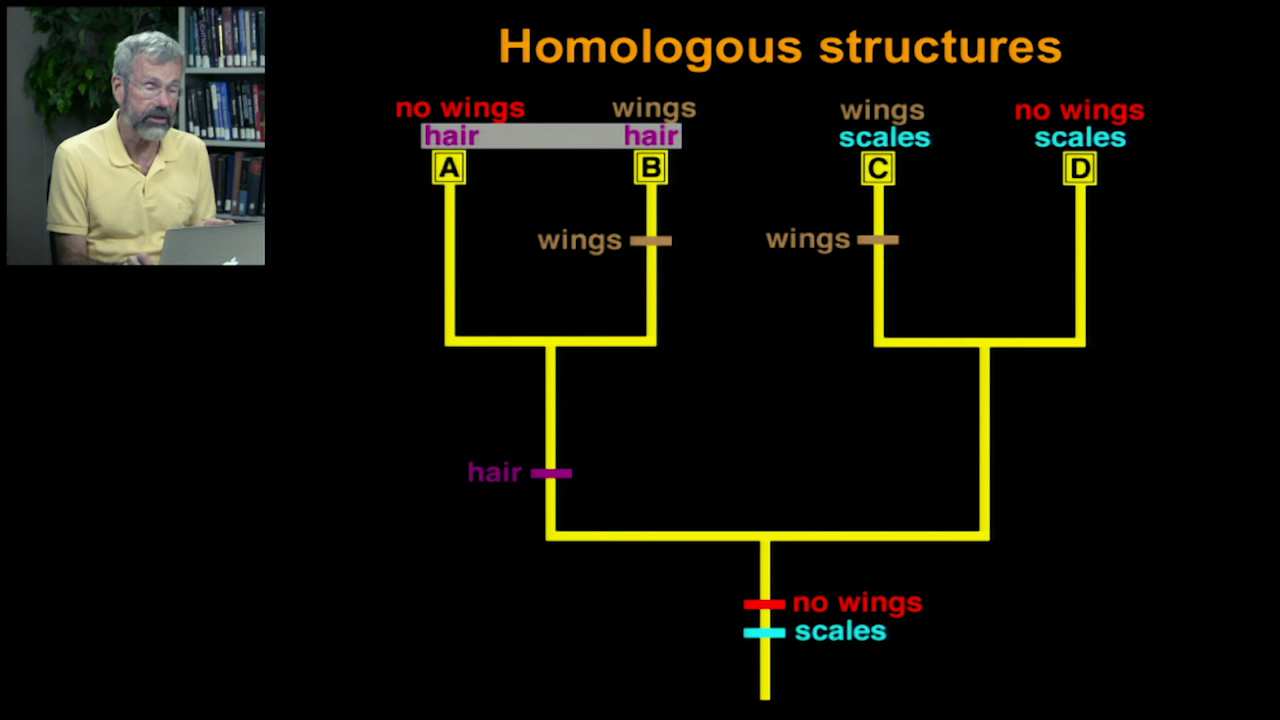 Homologous structures
no wings wings wings no wings
hair hair scales scales
A B C D
wings wings
hair
no wings
scales